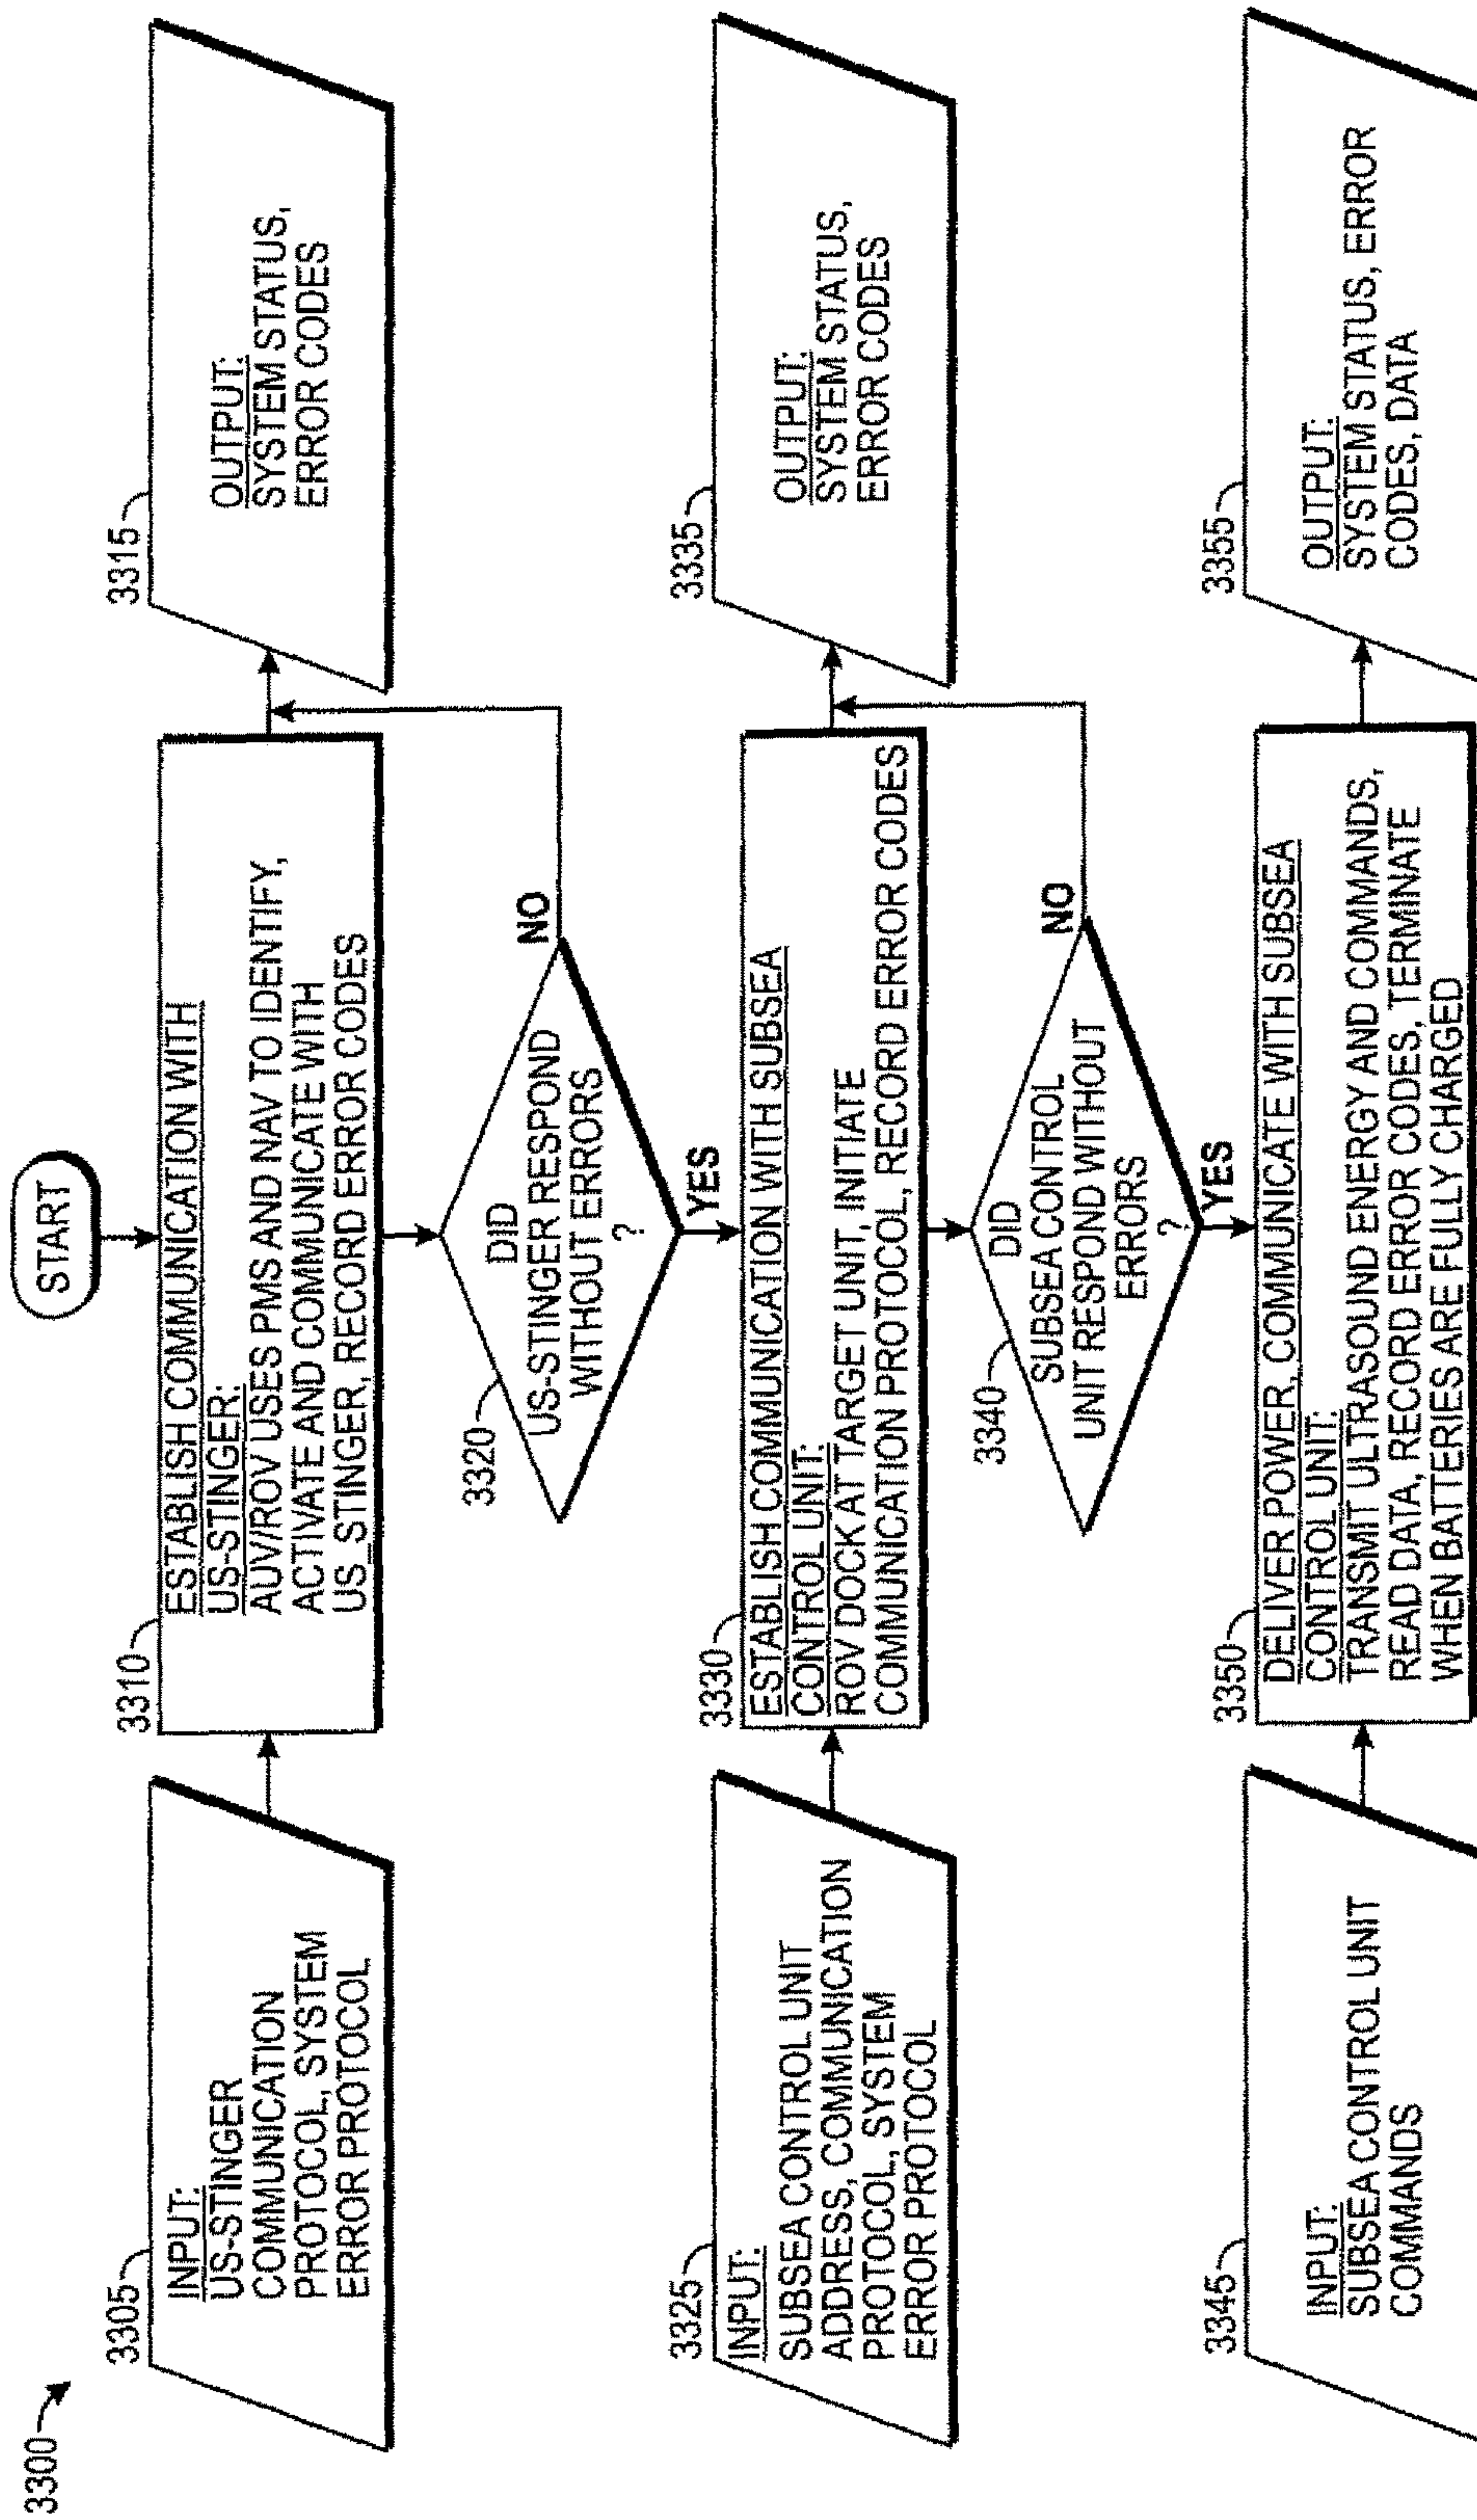 3300
START
3305
INPUT:
US-STINGER
COMMUNICATION
PROTOCOL, SYSTEM
ERROR PROTOCOL
3310
ESTABLISH COMMUNICATION WITH
US-STINGER:
AUV/ROV USES PMS AND NAV TO IDENTIFY,
ACTIVATE AND COMMUNICATE WITH
US_STINGER, RECORD ERROR CODES
3315
OUTPUT:
SYSTEM STATUS,
ERROR CODES
3320
DID
US-STINGER RESPOND
WITHOUT ERRORS
?
NO
YES
3325
INPUT:
SUBSEA CONTROL UNIT
ADDRESS, COMMUNICATION
PROTOCOL, SYSTEM
ERROR PROTOCOL
3330
ESTABLISH COMMUNICATION WITH SUBSEA
CONTROL UNIT:
ROV DOCK AT TARGET UNIT, INITIATE
COMMUNICATION PROTOCOL, RECORD ERROR CODES
3335
OUTPUT:
SYSTEM STATUS,
ERROR CODES
3340
DID
SUBSEA CONTROL
UNIT RESPOND WITHOUT
ERRORS
?
NO
YES
3345
INPUT:
SUBSEA CONTROL UNIT
COMMANDS
3350
DELIVER POWER, COMMUNICATE WITH SUBSEA
CONTROL UNIT:
TRANSMIT ULTRASOUND ENERGY AND COMMANDS,
READ DATA, RECORD ERROR CODES, TERMINATE
WHEN BATTERIES ARE FULLY CHARGED
3355
OUTPUT:
SYSTEM STATUS, ERROR
CODES, DATA